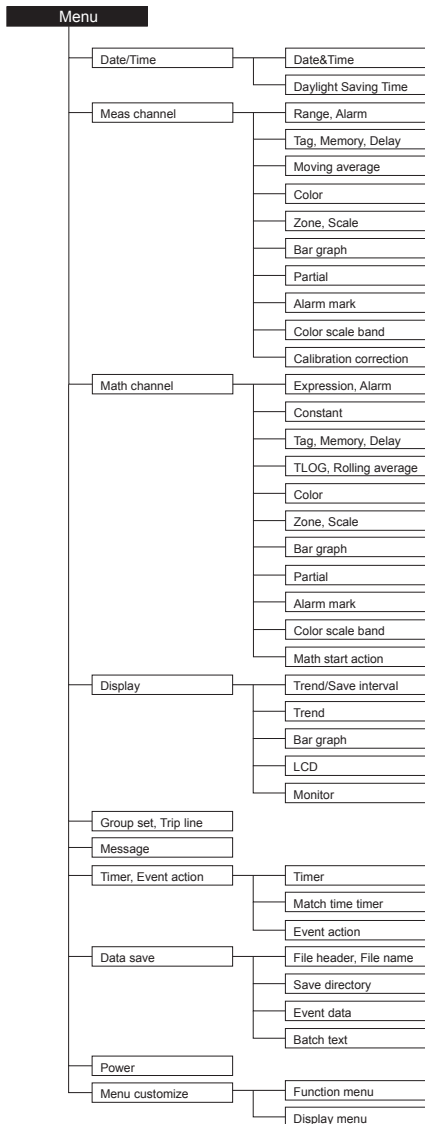 Menu
Date/Time
Date&Time
Daylight Saving Time
Meas channel
Range, Alarm
Tag, Memory, Delay
Moving average
Color
Zone, Scale
Bar graph
Partial
Alarm mark
Color scale band
Calibration correction
Math channel
Expression, Alarm
Constant
Tag, Memory, Delay
TLOG, Rolling average
Color
Zone, Scale
Bar graph
Partial
Alarm mark
Color scale band
Math start action
Display
Trend/Save interval
Trend
Bar graph
LCD
Monitor
Group set, Trip line
Message
Timer, Event action
Timer
Match time timer
Event action
Data save
File header, File name
Save directory
Event data
Batch text
Power
Menu customize
Function menu
Display menu